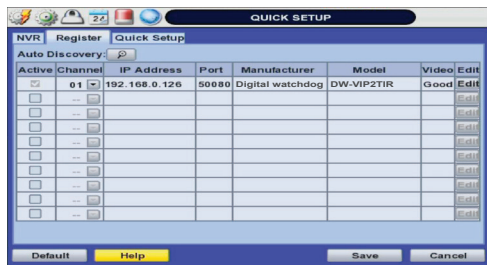 QUICK SETUP
NVR Register Quick Setup
Auto Discovery:
Active Channel IP Address Port Manufacturer Model Video Edit
01 192.168.0.126 50080 Digital watchdog DW-VIP2TIR Good Edit
-- Edit
-- Edit
-- Edit
-- Edit
-- Edit
-- Edit
-- Edit
-- Edit
-- Edit
Default Help Save Cancel